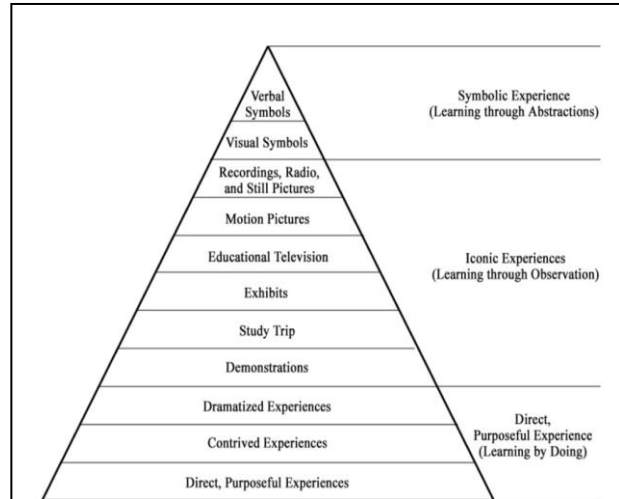 Verbal
Symbols
Visual Symbols
Recordings, Radio,
and Still Pictures
Motion Pictures
Educational Television
Exhibits
Study Trip
Demonstrations
Dramatized Experiences
Contrived Experiences
Direct, Purposeful Experiences
Symbolic Experience
(Learning through Abstractions)
Iconic Experiences
(Learning through Observation)
Direct,
Purposeful Experience
(Learning by Doing)